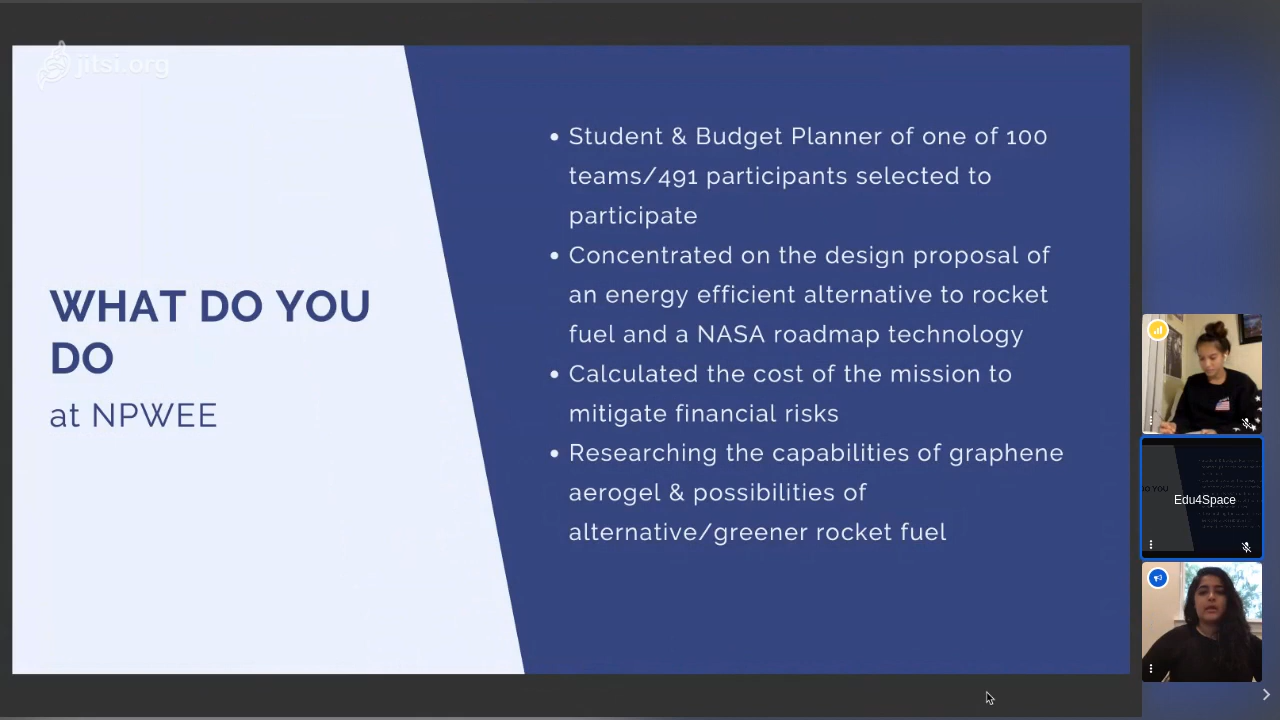 jitsi.org
WHAT DO YOU
DO
at NPWEE
• Student & Budget Planner of one of 100
teams/491 participants selected to
participate
• Concentrated on the design proposal of
an energy efficient alternative to rocket
fuel and a NASA roadmap technology
• Calculated the cost of the mission to
mitigate financial risks
• Researching the capabilities of graphene
aerogel & possibilities of
alternative/greener rocket fuel
Edu4Space